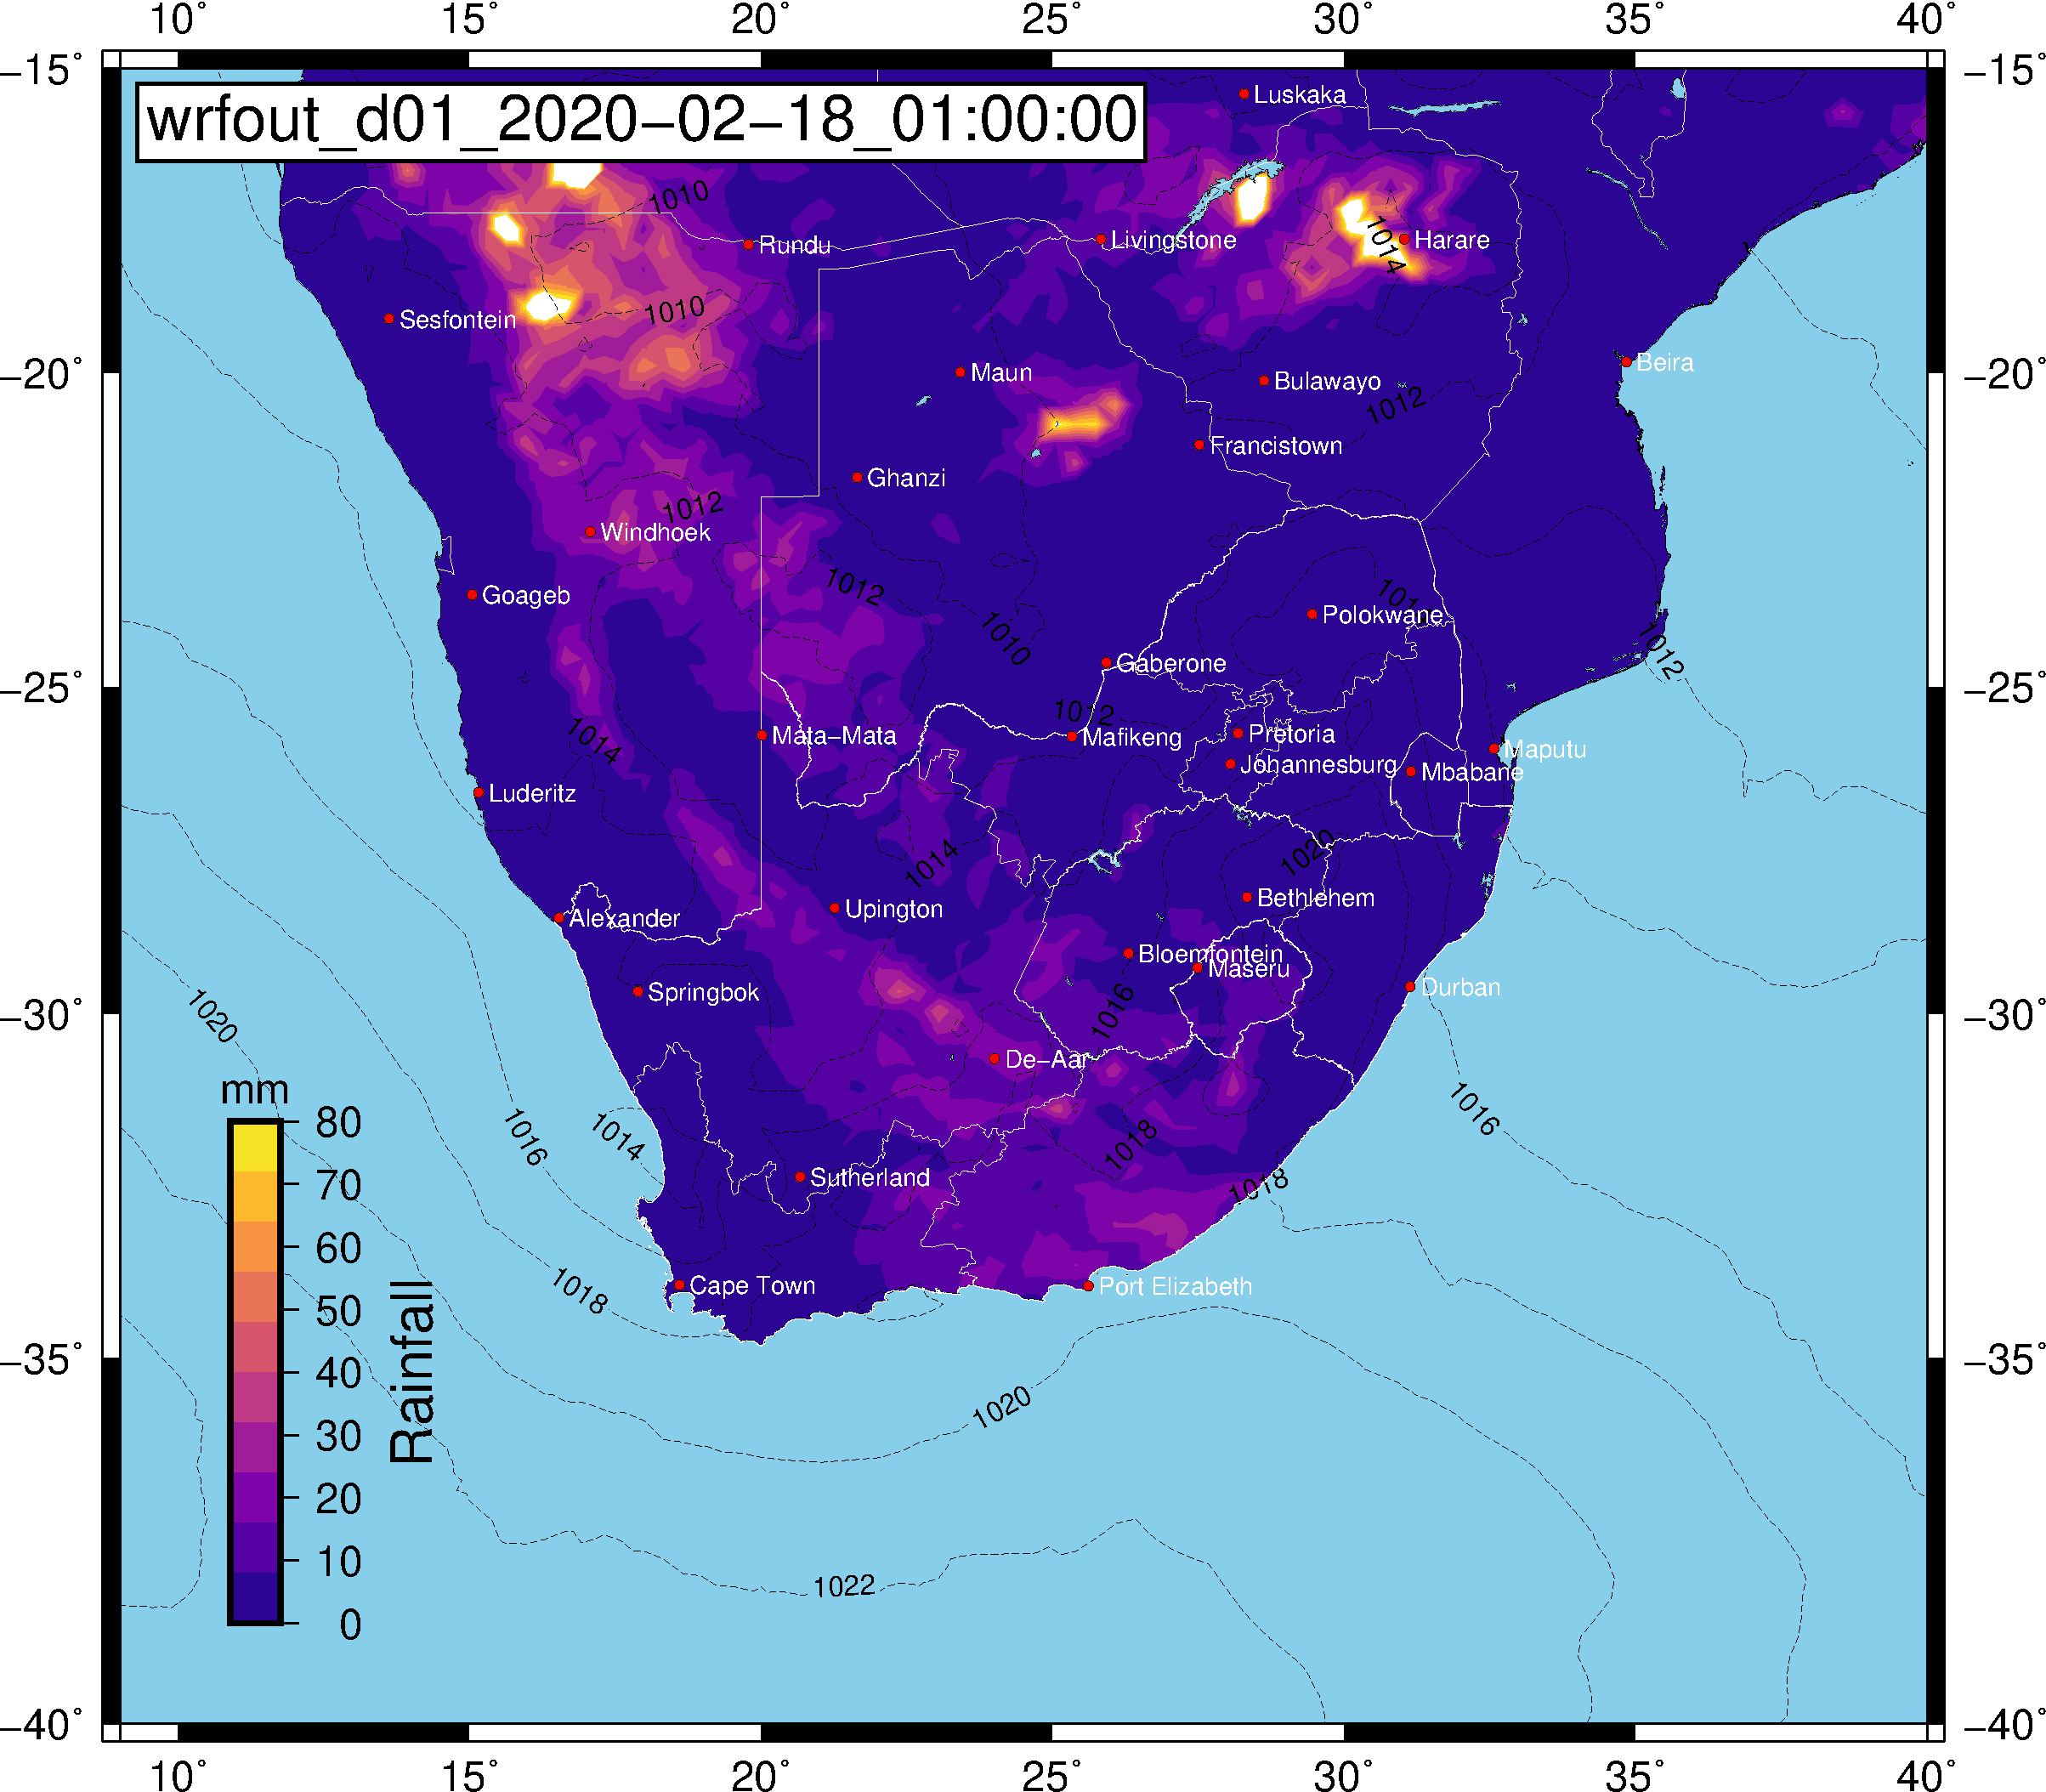 10° 15° 20° 25° 30° 35° 40°
−15° −15°
wrfout_d01_2020−02−18_01:00:00
Luskaka
1010
Rundu
Livingstone
1014
Harare
Sesfontein
1010
−20° −20°
Maun
Bulawayo
Beira
1012
Francistown
Ghanzi
1012
Windhoek
1012
Goageb
1010
Polokwane
1012
Gaberone
−25° −25°
1012
1014
Mata−Mata
Mafikeng
Pretoria
Johannesburg
Mbabane
Maputu
Luderitz
1014
1020
Bethlehem
Upington
Alexander
Bloemfontein
Maseru
Springbok
Durban
1020
1016
−30° −30°
De−Aar
mm
1016
1014
1018
1016
80
70
60
50
40
30
20
10
0
Rainfall
Sutherland
1018
Cape Town
Port Elizabeth
1018
−35° −35°
1020
1022
−40° −40°
10° 15° 20° 25° 30° 35° 40°